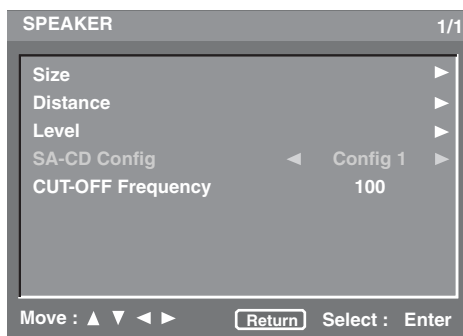 SPEAKER 1/1
Size ▶
Distance ▶
Level ▶
SA-CD Config ◀ Config 1 ▶
CUT-OFF Frequency 100
Move : ▲ ▼ ◀ ▶ Return Select : Enter